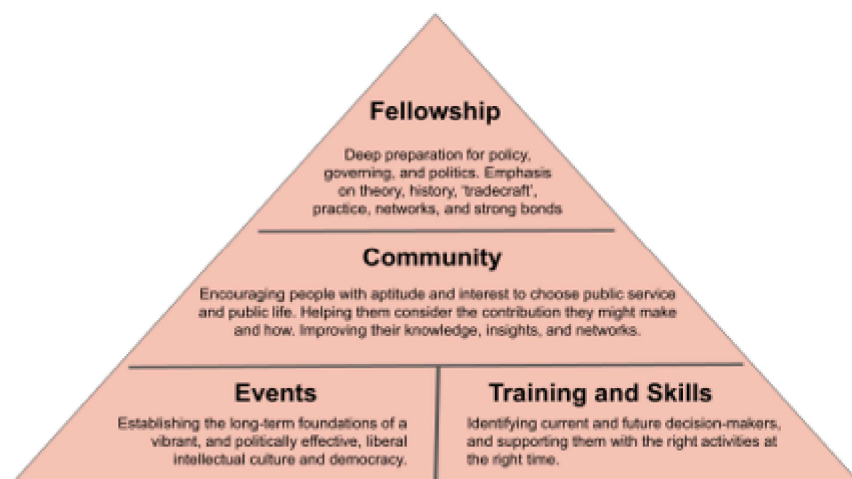 Fellowship
Deep preparation for policy,
governing, and politics. Emphasis
on theory, history, 'tradecraft',
practice, networks, and strong bonds
Community
Encouraging people with aptitude and interest to choose public service
and public life. Helping them consider the contribution they might make
and how. Improving their knowledge, insights, and networks.
Events
Establishing the long-term foundations of a
vibrant, and politically effective, liberal
intellectual culture and democracy.
Training and Skills
Identifying current and future decision-makers,
and supporting them with the right activities at
the right time.